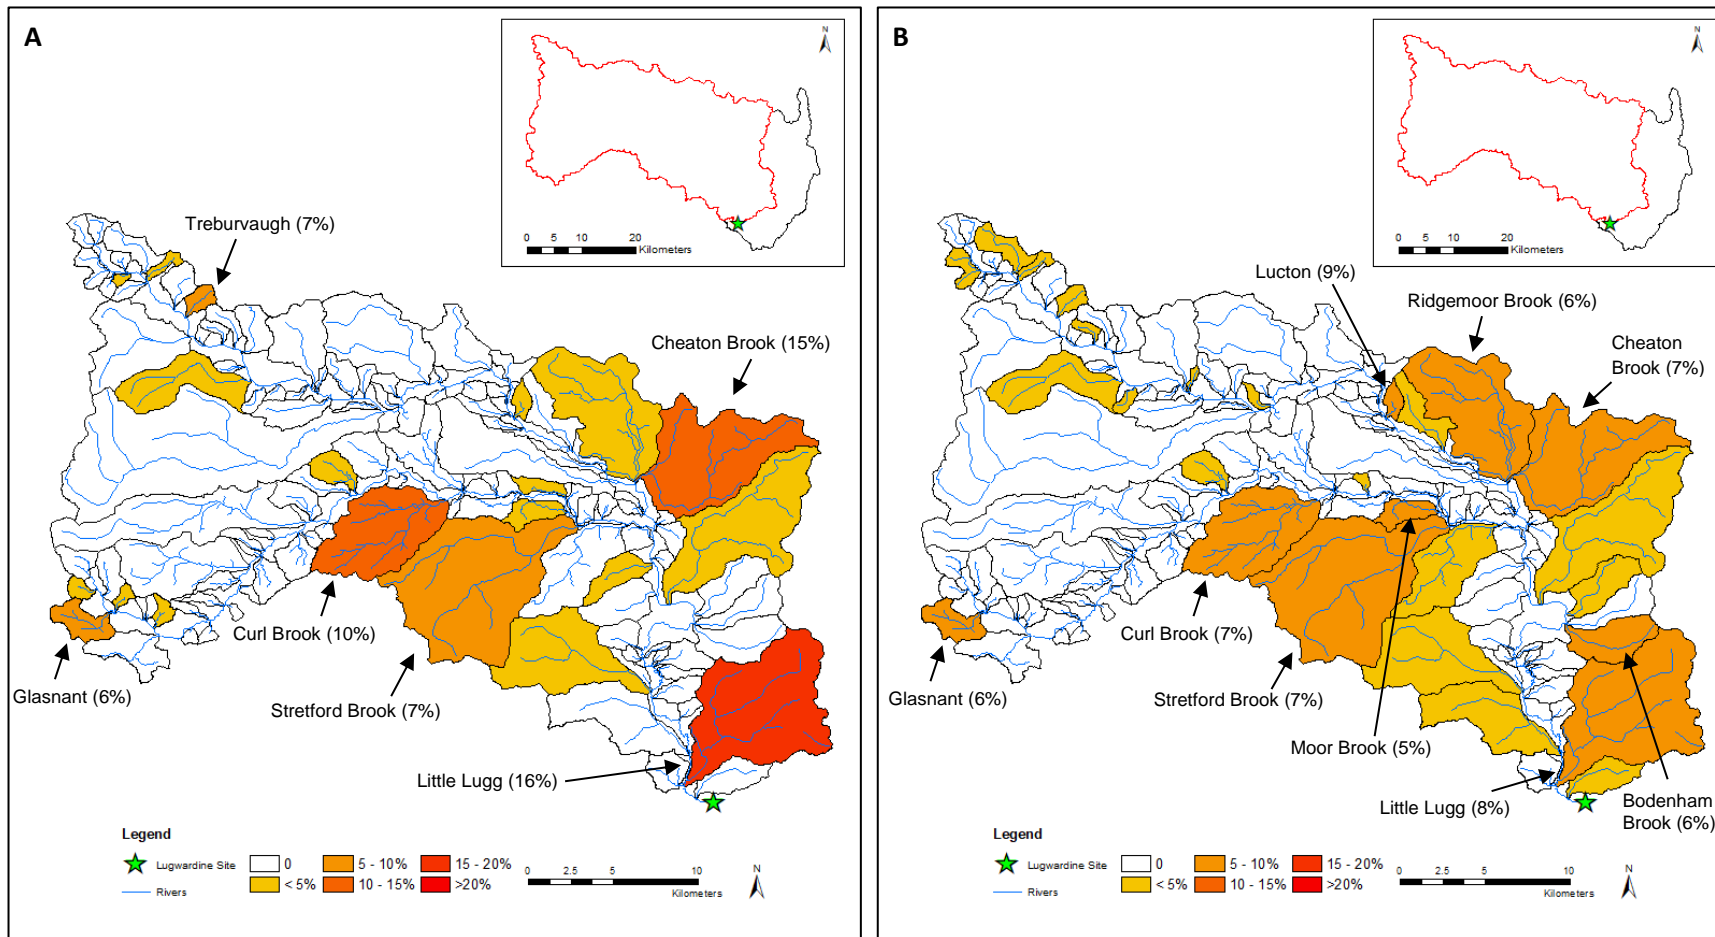 A
N
0 5 10 20
Kilometers
Treburvaugh (7%)
Cheaton Brook (15%)
Curl Brook (10%)
Glasnant (6%)
Stretford Brook (7%)
Little Lugg (16%)
Legend
Lugwardine Site
Rivers
0
5 - 10%
15 - 20%
< 5%
10 - 15%
>20%
0 2.5 5 10
Kilometers
N
B
N
0 5 10 20
Kilometers
Lucton (9%)
Ridgemoor Brook (6%)
Cheaton
Brook (7%)
Curl Brook (7%)
Glasnant (6%)
Stretford Brook (7%)
Moor Brook (5%)
Little Lugg (8%)
Bodenham
Brook (6%)
Legend
Lugwardine Site
Rivers
0
5 - 10%
15 - 20%
< 5%
10 - 15%
>20%
0 2.5 5 10
Kilometers
N